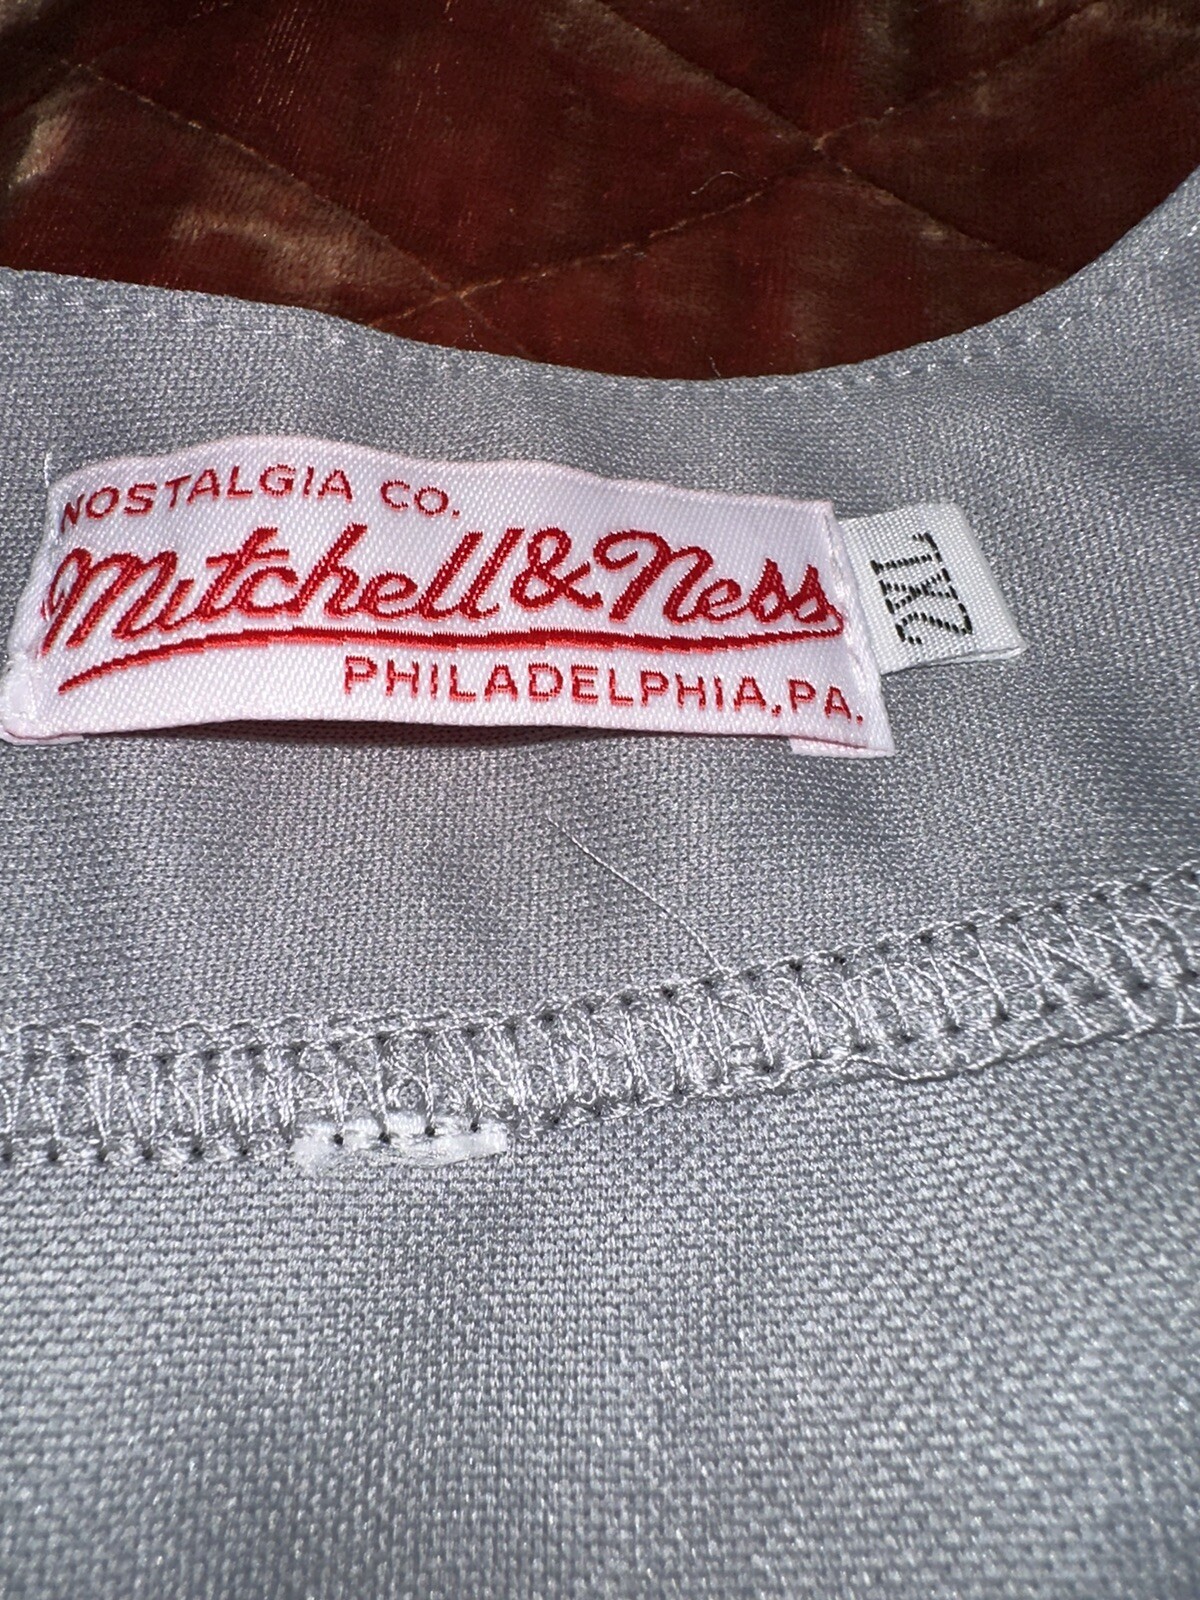 NOSTALGIA CO.
Mitchell & Ness
PHILADELPHIA, PA.
2XL